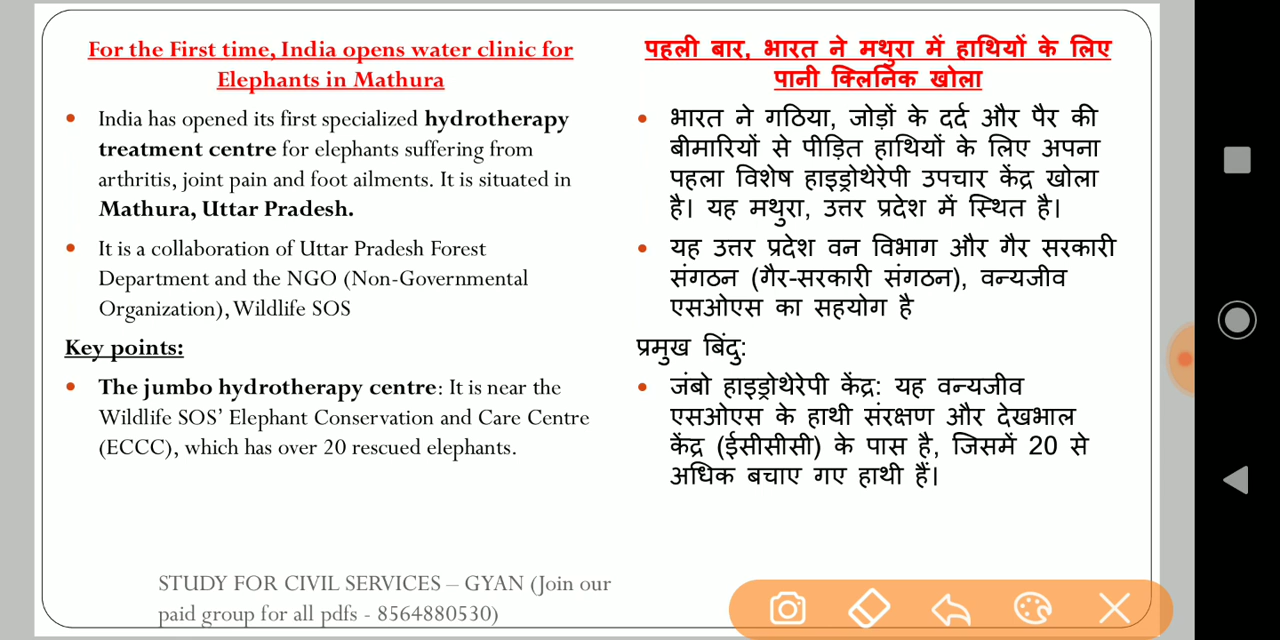 For the First time, India opens water clinic for
Elephants in Mathura
India has opened its first specialized hydrotherapy
treatment centre for elephants suffering from
arthritis, joint pain and foot ailments. It is situated in
Mathura, Uttar Pradesh.
It is a collaboration of Uttar Pradesh Forest
Department and the NGO (Non-Governmental
Organization), Wildlife SOS
Key points:
The jumbo hydrotherapy centre: It is near the
Wildlife SOS’ Elephant Conservation and Care Centre
(ECCC), which has over 20 rescued elephants.
पहली बार, भारत ने मथुरा में हाथियों के लिए
पानी क्लिनिक खोला
भारत ने गठिया, जोड़ों के दर्द और पैर की
बीमारियों से पीड़ित हाथियों के लिए अपना
पहला विशेष हाइड्रोथेरेपी उपचार केंद्र खोला
है। यह मथुरा, उत्तर प्रदेश में स्थित है।
यह उत्तर प्रदेश वन विभाग और गैर सरकारी
संगठन (गैर-सरकारी संगठन), वन्यजीव
एसओएस का सहयोग है
प्रमुख बिंदु:
जंबो हाइड्रोथेरेपी केंद्र: यह वन्यजीव
एसओएस के हाथी संरक्षण और देखभाल
केंद्र (ईसीसीसी) के पास है, जिसमें 20 से
अधिक बचाए गए हाथी हैं।
STUDY FOR CIVIL SERVICES – GYAN (Join our
paid group for all pdfs - 8564880530)